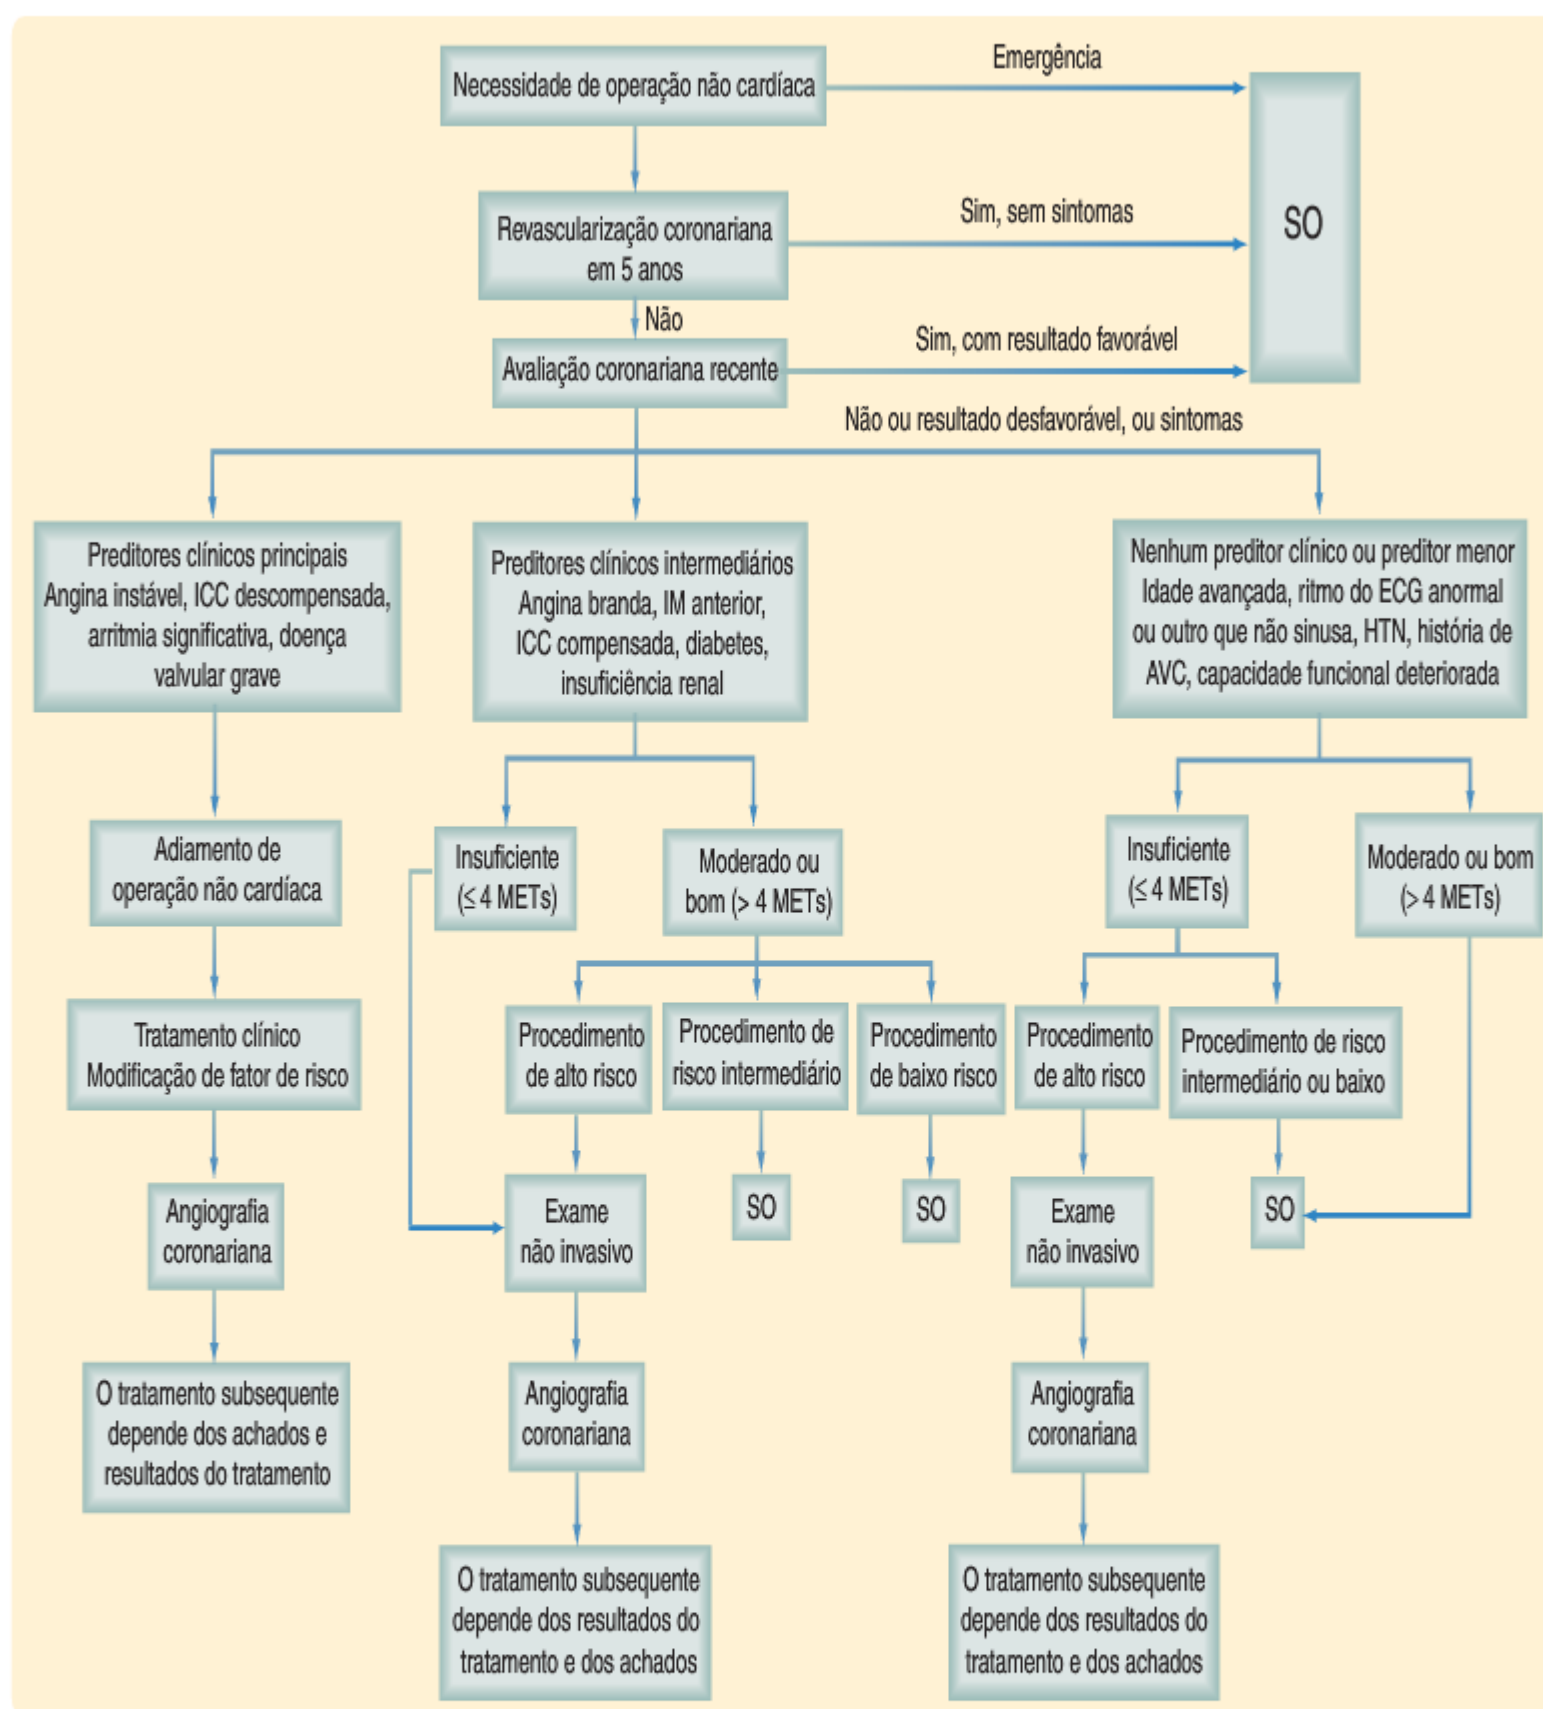 Necessidade de operação não cardíaca
Emergência
SO
Revascularização coronariana
em 5 anos
Sim, sem sintomas
Não
Avaliação coronariana recente
Sim, com resultado favorável
Não ou resultado desfavorável, ou sintomas
Preditores clínicos principais
Angina instável, ICC descompensada,
arritmia significativa, doença
valvular grave
Preditores clínicos intermediários
Angina branda, IM anterior,
ICC compensada, diabetes,
insuficiência renal
Nenhum preditor clínico ou preditor menor
Idade avançada, ritmo do ECG anormal
ou outro que não sinusa, HTN, história de
AVC, capacidade funcional deteriorada
Adiamento de
operação não cardíaca
Insuficiente
(≤ 4 METs)
Moderado ou
bom (> 4 METs)
Insuficiente
(≤ 4 METs)
Moderado ou bom
(> 4 METs)
Tratamento clínico
Modificação de fator de risco
Procedimento
de alto risco
Procedimento de
risco intermediário
Procedimento
de baixo risco
Procedimento
de alto risco
Procedimento de risco
intermediário ou baixo
Angiografia
coronariana
Exame
não invasivo
SO
SO
Exame
não invasivo
SO
O tratamento subsequente
depende dos achados e
resultados do tratamento
Angiografia
coronariana
Angiografia
coronariana
O tratamento subsequente
depende dos resultados do
tratamento e dos achados
O tratamento subsequente
depende dos resultados do
tratamento e dos achados